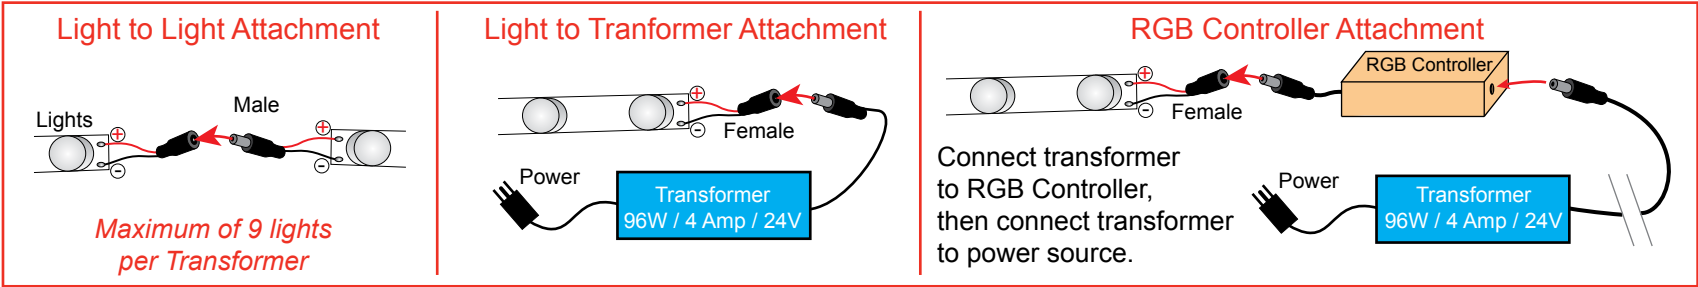 Light to Light Attachment
Lights
Male
+
-
+
-
Maximum of 9 lights
per Transformer
Light to Tranformer Attachment
+
-
Female
Power
Transformer
96W / 4 Amp / 24V
RGB Controller Attachment
+
-
Female
RGB Controller
Connect transformer
to RGB Controller,
then connect transformer
to power source.
Power
Transformer
96W / 4 Amp / 24V